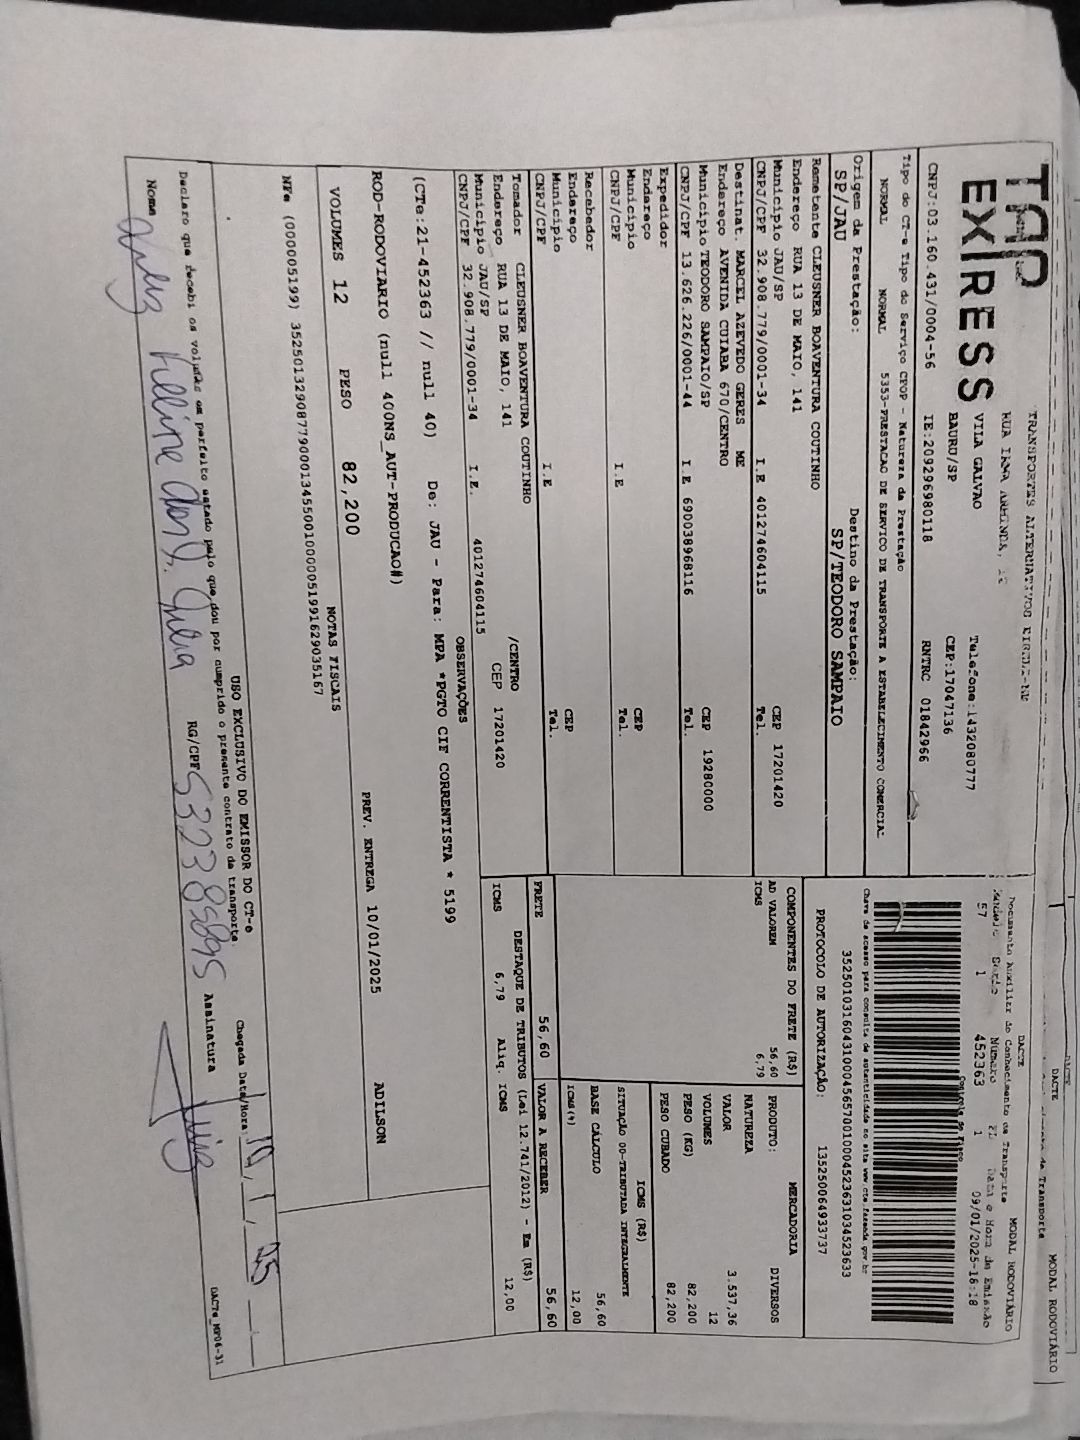 DACTE
MODAL RODOVIÁRIO
de Transporte
TAP
EXPRESS
TRANSPORTES ALTERNATIVOS EIRELI-ME
VILA GALVAO
BAURU/SP
Telefone:1432080777
CEP:17047136
CNPJ:03.160.431/0004-56 IE:209296980118 RNTRC 01842966
DACTE
Documento Auxiliar do Conhecimento de Transporte
MODAL RODOVIÁRIO
Modelo Série Número FL Data e Hora de Emissão
57 1 452363 1 09/01/2025-16:18
Controle do Fisco
Tipo do CT-e Tipo do Serviço CFOP - Natureza da Prestação
NORMAL NORMAL 5353-PRESTACAO DE SERVICO DE TRANSPORTE A ESTABELECIMENTO COMERCIAL
Chave de acesso para consulta de autenticidade no site www.cte.fazenda.gov.br
35250103160431000456570010004523631034523633
PROTOCOLO DE AUTORIZAÇÃO: 135250064933737
Origem da Prestação: Destino da Prestação:
SP/JAU SP/TEODORO SAMPAIO
Remetente CLEUSNER BOAVENTURA COUTINHO
Endereço RUA 13 DE MAIO, 141
Município JAU/SP CEP 17201420
CNPJ/CPF 32.908.779/0001-34 I.E 401274604115 Tel.
Destinat. MARCEL AZEVEDO GERES ME
Endereço AVENIDA CUIABA 670/CENTRO
Município TEODORO SAMPAIO/SP CEP 19280000
CNPJ/CPF 13.626.226/0001-44 I.E 690038968116 Tel.
Expedidor
Endereço
Município CEP
CNPJ/CPF I.E Tel.
Recebedor
Endereço
Município CEP
CNPJ/CPF I.E Tel.
Tomador CLEUSNER BOAVENTURA COUTINHO
Endereço RUA 13 DE MAIO, 141 /CENTRO
Município JAU/SP CEP 17201420
CNPJ/CPF 32.908.779/0001-34 I.E. 401274604115
COMPONENTES DO FRETE (R$)
AD VALOREM 56,60
ICMS 6,79
MERCADORIA
PRODUTO: DIVERSOS
NATUREZA
VALOR 3.537,36
VOLUMES 12
PESO (KG) 82,200
PESO CUBADO 82,200
ICMS (R$)
SITUAÇÃO 00-TRIBUTADA INTEGRALMENTE
BASE CÁLCULO 56,60
ICMS(%) 12,00
FRETE 56,60 VALOR A RECEBER 56,60
DESTAQUE DE TRIBUTOS (Lei 12.741/2012) - Em (R$)
ICMS 6,79 Aliq. ICMS 12,00
OBSERVAÇÕES
(CTe:21-452363 // null 40) De: JAU - Para: MPA *PGTO CIF CORRENTISTA * 5199
ROD-RODOVIARIO (null 400NS_AUT-PRODUCAO#)
PREV. ENTREGA 10/01/2025 ADILSON
VOLUMES 12 PESO 82,200
NOTAS FISCAIS
NFe (000005199) 35250132908779000134550010000051991629035167
USO EXCLUSIVO DO EMISSOR DO CT-e
Declaro que recebi os volumes em perfeito estado pelo que dou por cumprido o presente contrato de transporte.
Chegada Data/Hora: 10/1/25
Nome RG/CPF 532385895 Assinatura
DACTe_MP06-31